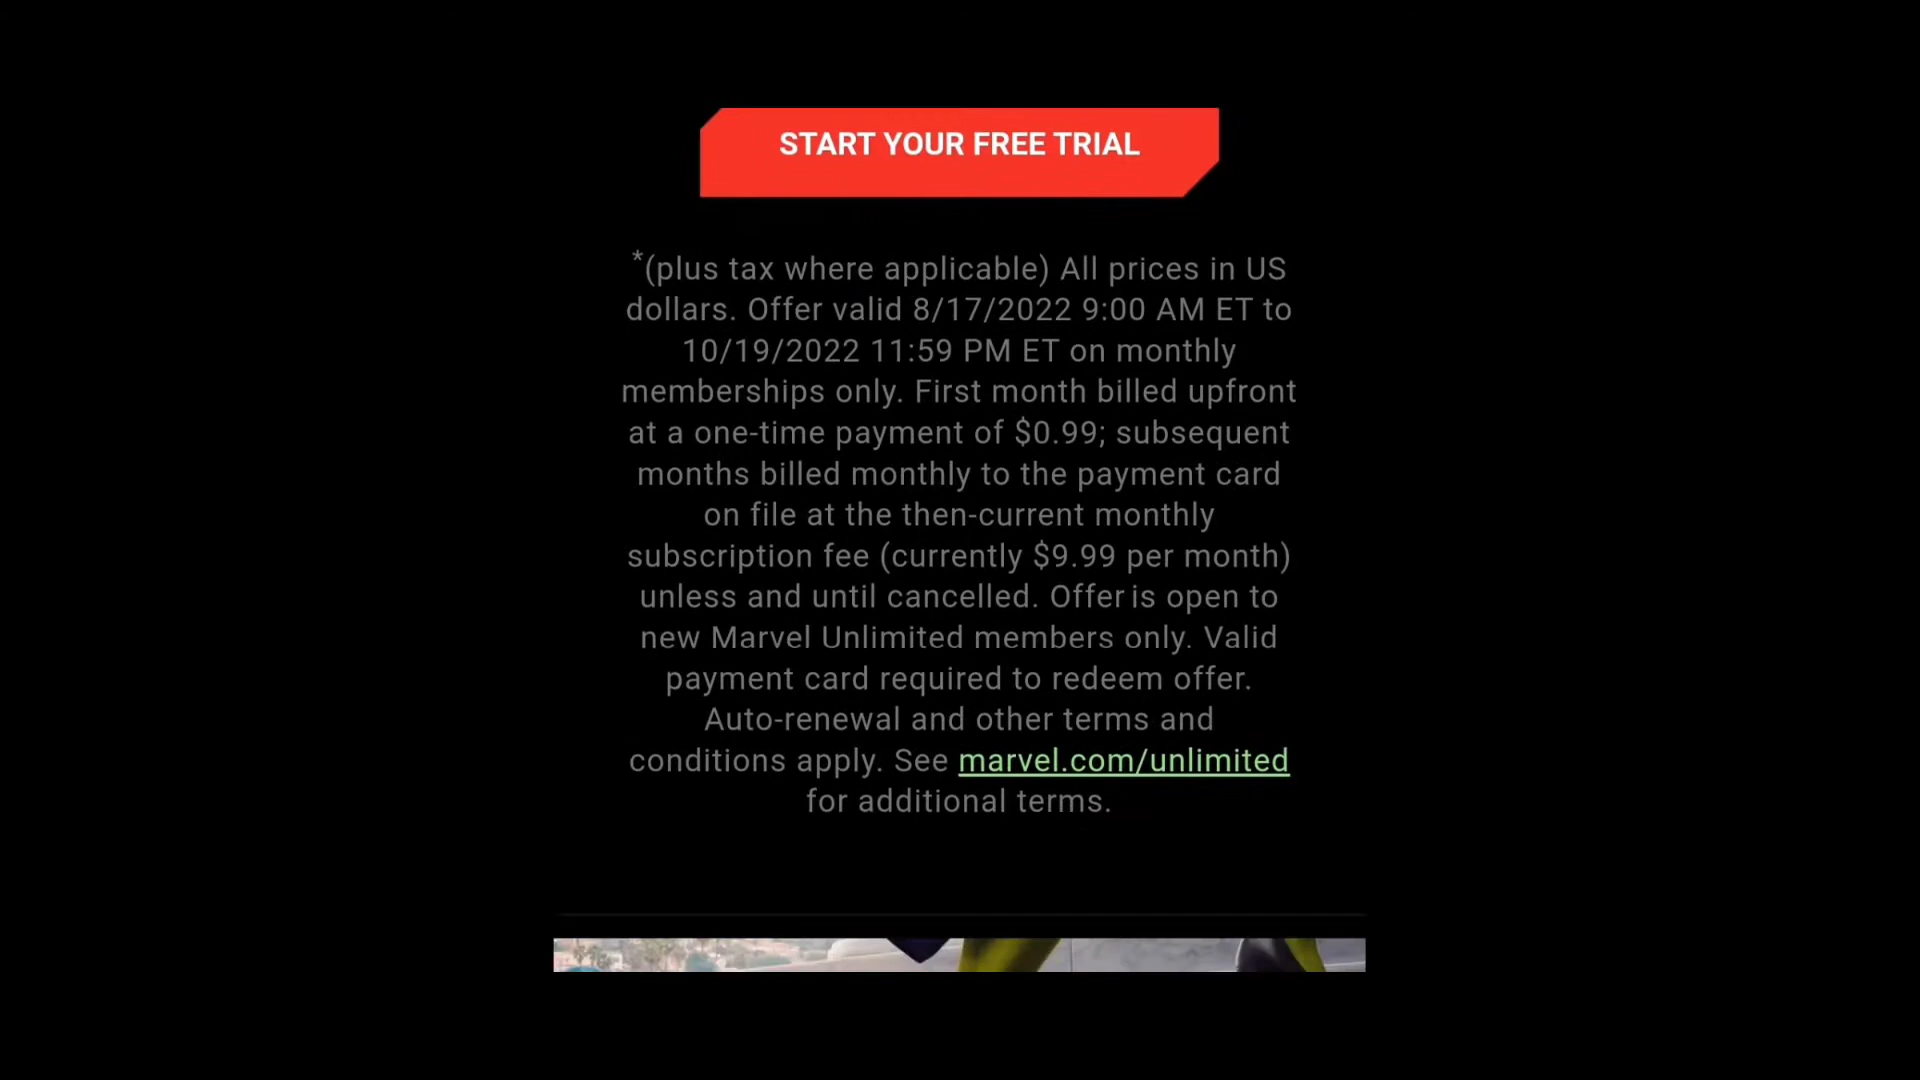 START YOUR FREE TRIAL
*(plus tax where applicable) All prices in US
dollars. Offer valid 8/17/2022 9:00 AM ET to
10/19/2022 11:59 PM ET on monthly
memberships only. First month billed upfront
at a one-time payment of $0.99; subsequent
months billed monthly to the payment card
on file at the then-current monthly
subscription fee (currently $9.99 per month)
unless and until cancelled. Offer is open to
new Marvel Unlimited members only. Valid
payment card required to redeem offer.
Auto-renewal and other terms and
conditions apply. See marvel.com/unlimited
for additional terms.